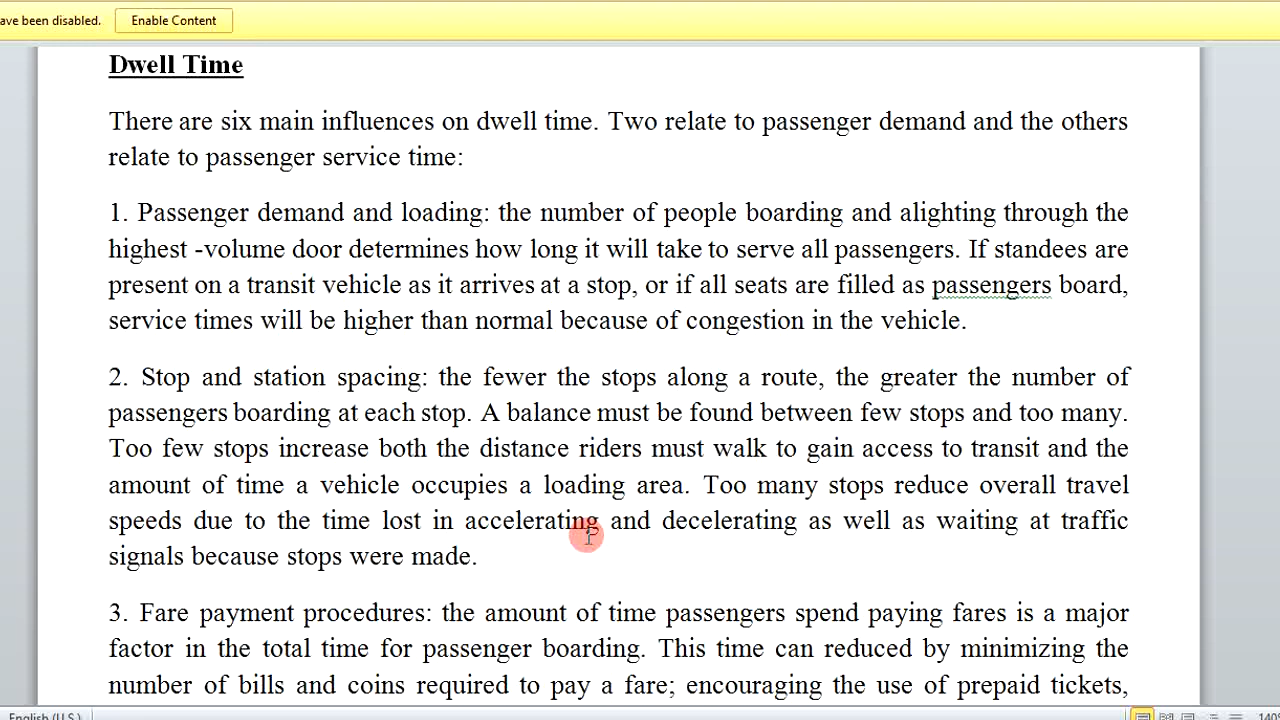 ave been disabled. Enable Content
Dwell Time
There are six main influences on dwell time. Two relate to passenger demand and the others
relate to passenger service time:
1. Passenger demand and loading: the number of people boarding and alighting through the
highest -volume door determines how long it will take to serve all passengers. If standees are
present on a transit vehicle as it arrives at a stop, or if all seats are filled as passengers board,
service times will be higher than normal because of congestion in the vehicle.
2. Stop and station spacing: the fewer the stops along a route, the greater the number of
passengers boarding at each stop. A balance must be found between few stops and too many.
Too few stops increase both the distance riders must walk to gain access to transit and the
amount of time a vehicle occupies a loading area. Too many stops reduce overall travel
speeds due to the time lost in accelerating and decelerating as well as waiting at traffic
signals because stops were made.
3. Fare payment procedures: the amount of time passengers spend paying fares is a major
factor in the total time for passenger boarding. This time can reduced by minimizing the
number of bills and coins required to pay a fare; encouraging the use of prepaid tickets,
English (U.S.) 140%